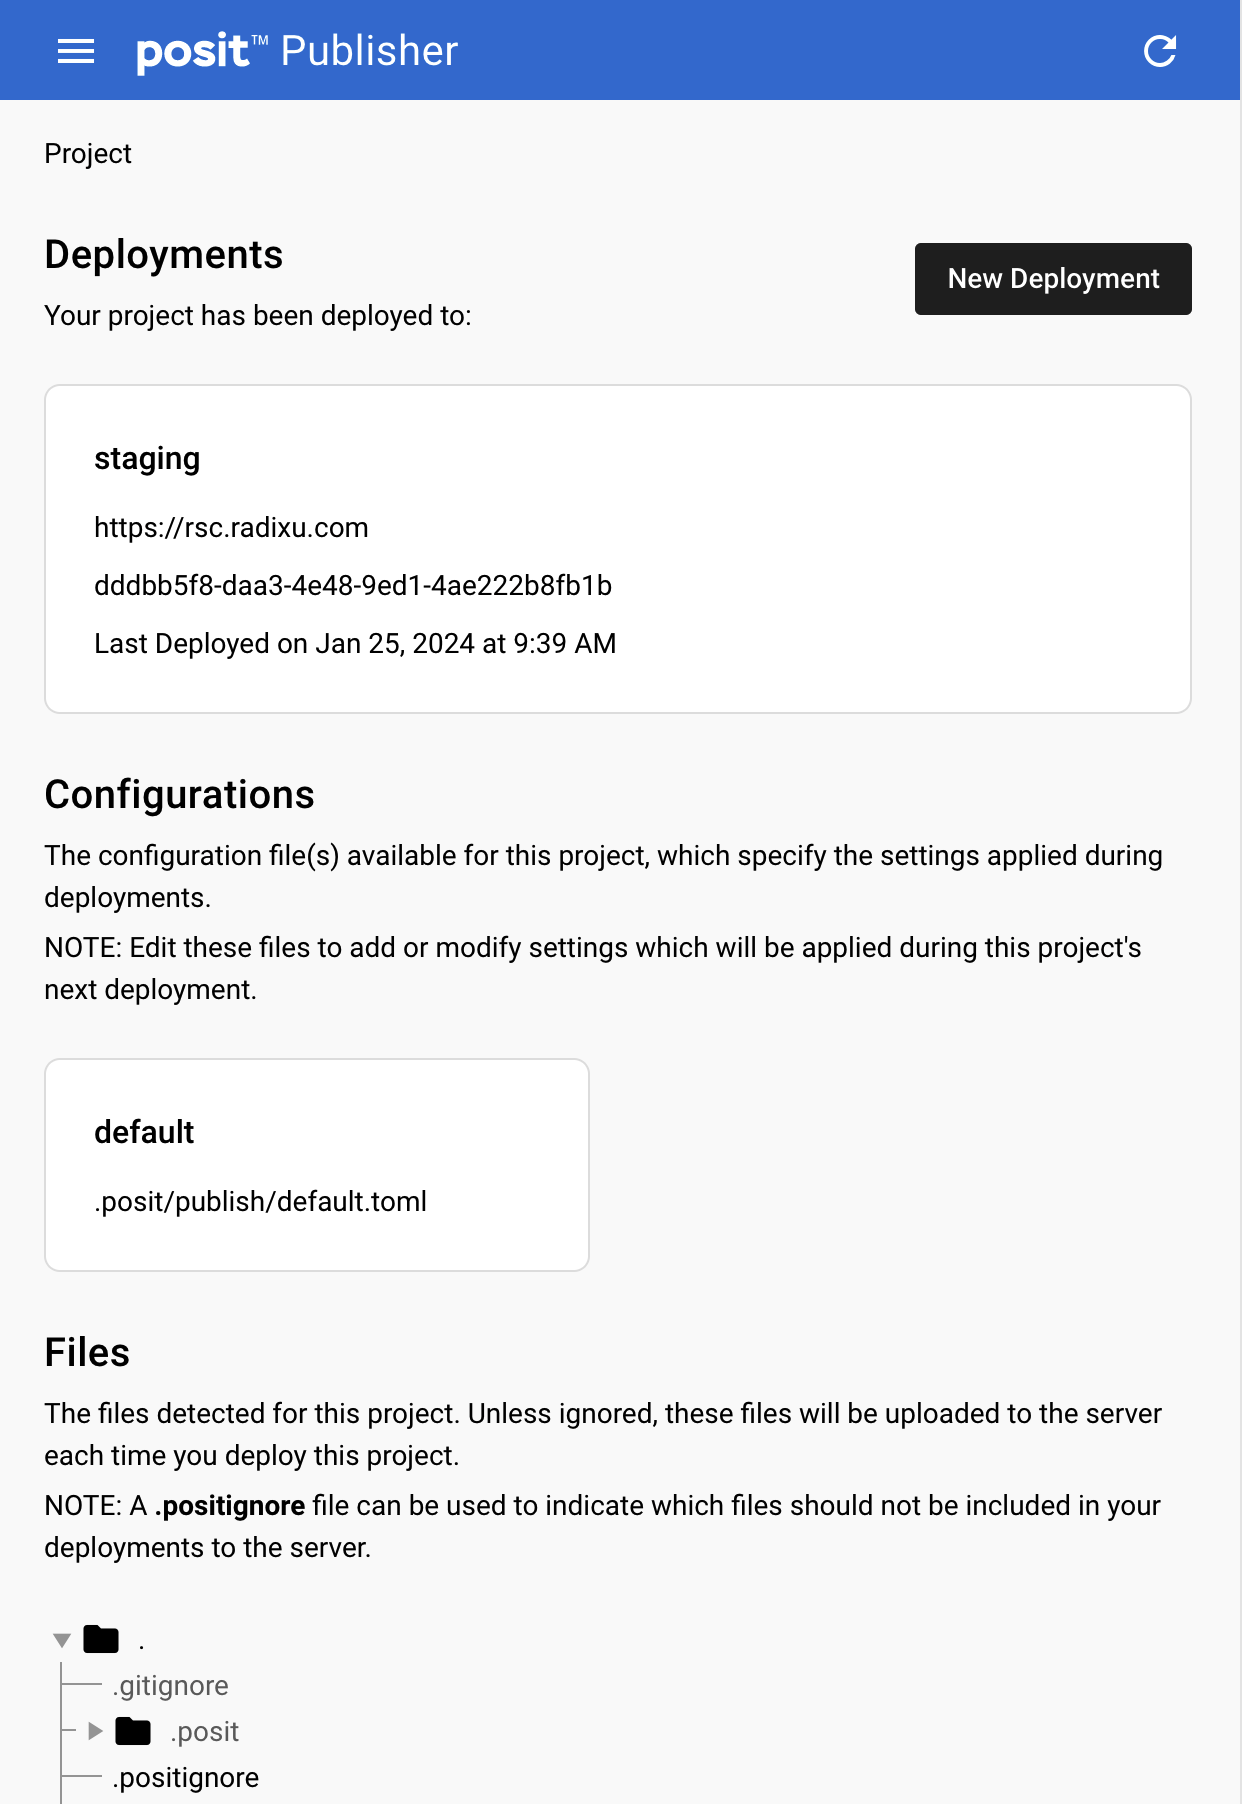 posit™ Publisher
Project
Deployments
New Deployment
Your project has been deployed to:
staging
https://rsc.radixu.com
dddbb5f8-daa3-4e48-9ed1-4ae222b8fb1b
Last Deployed on Jan 25, 2024 at 9:39 AM
Configurations
The configuration file(s) available for this project, which specify the settings applied during
deployments.
NOTE: Edit these files to add or modify settings which will be applied during this project's
next deployment.
default
.posit/publish/default.toml
Files
The files detected for this project. Unless ignored, these files will be uploaded to the server
each time you deploy this project.
NOTE: A .positignore file can be used to indicate which files should not be included in your
deployments to the server.
.
.gitignore
.posit
.positignore